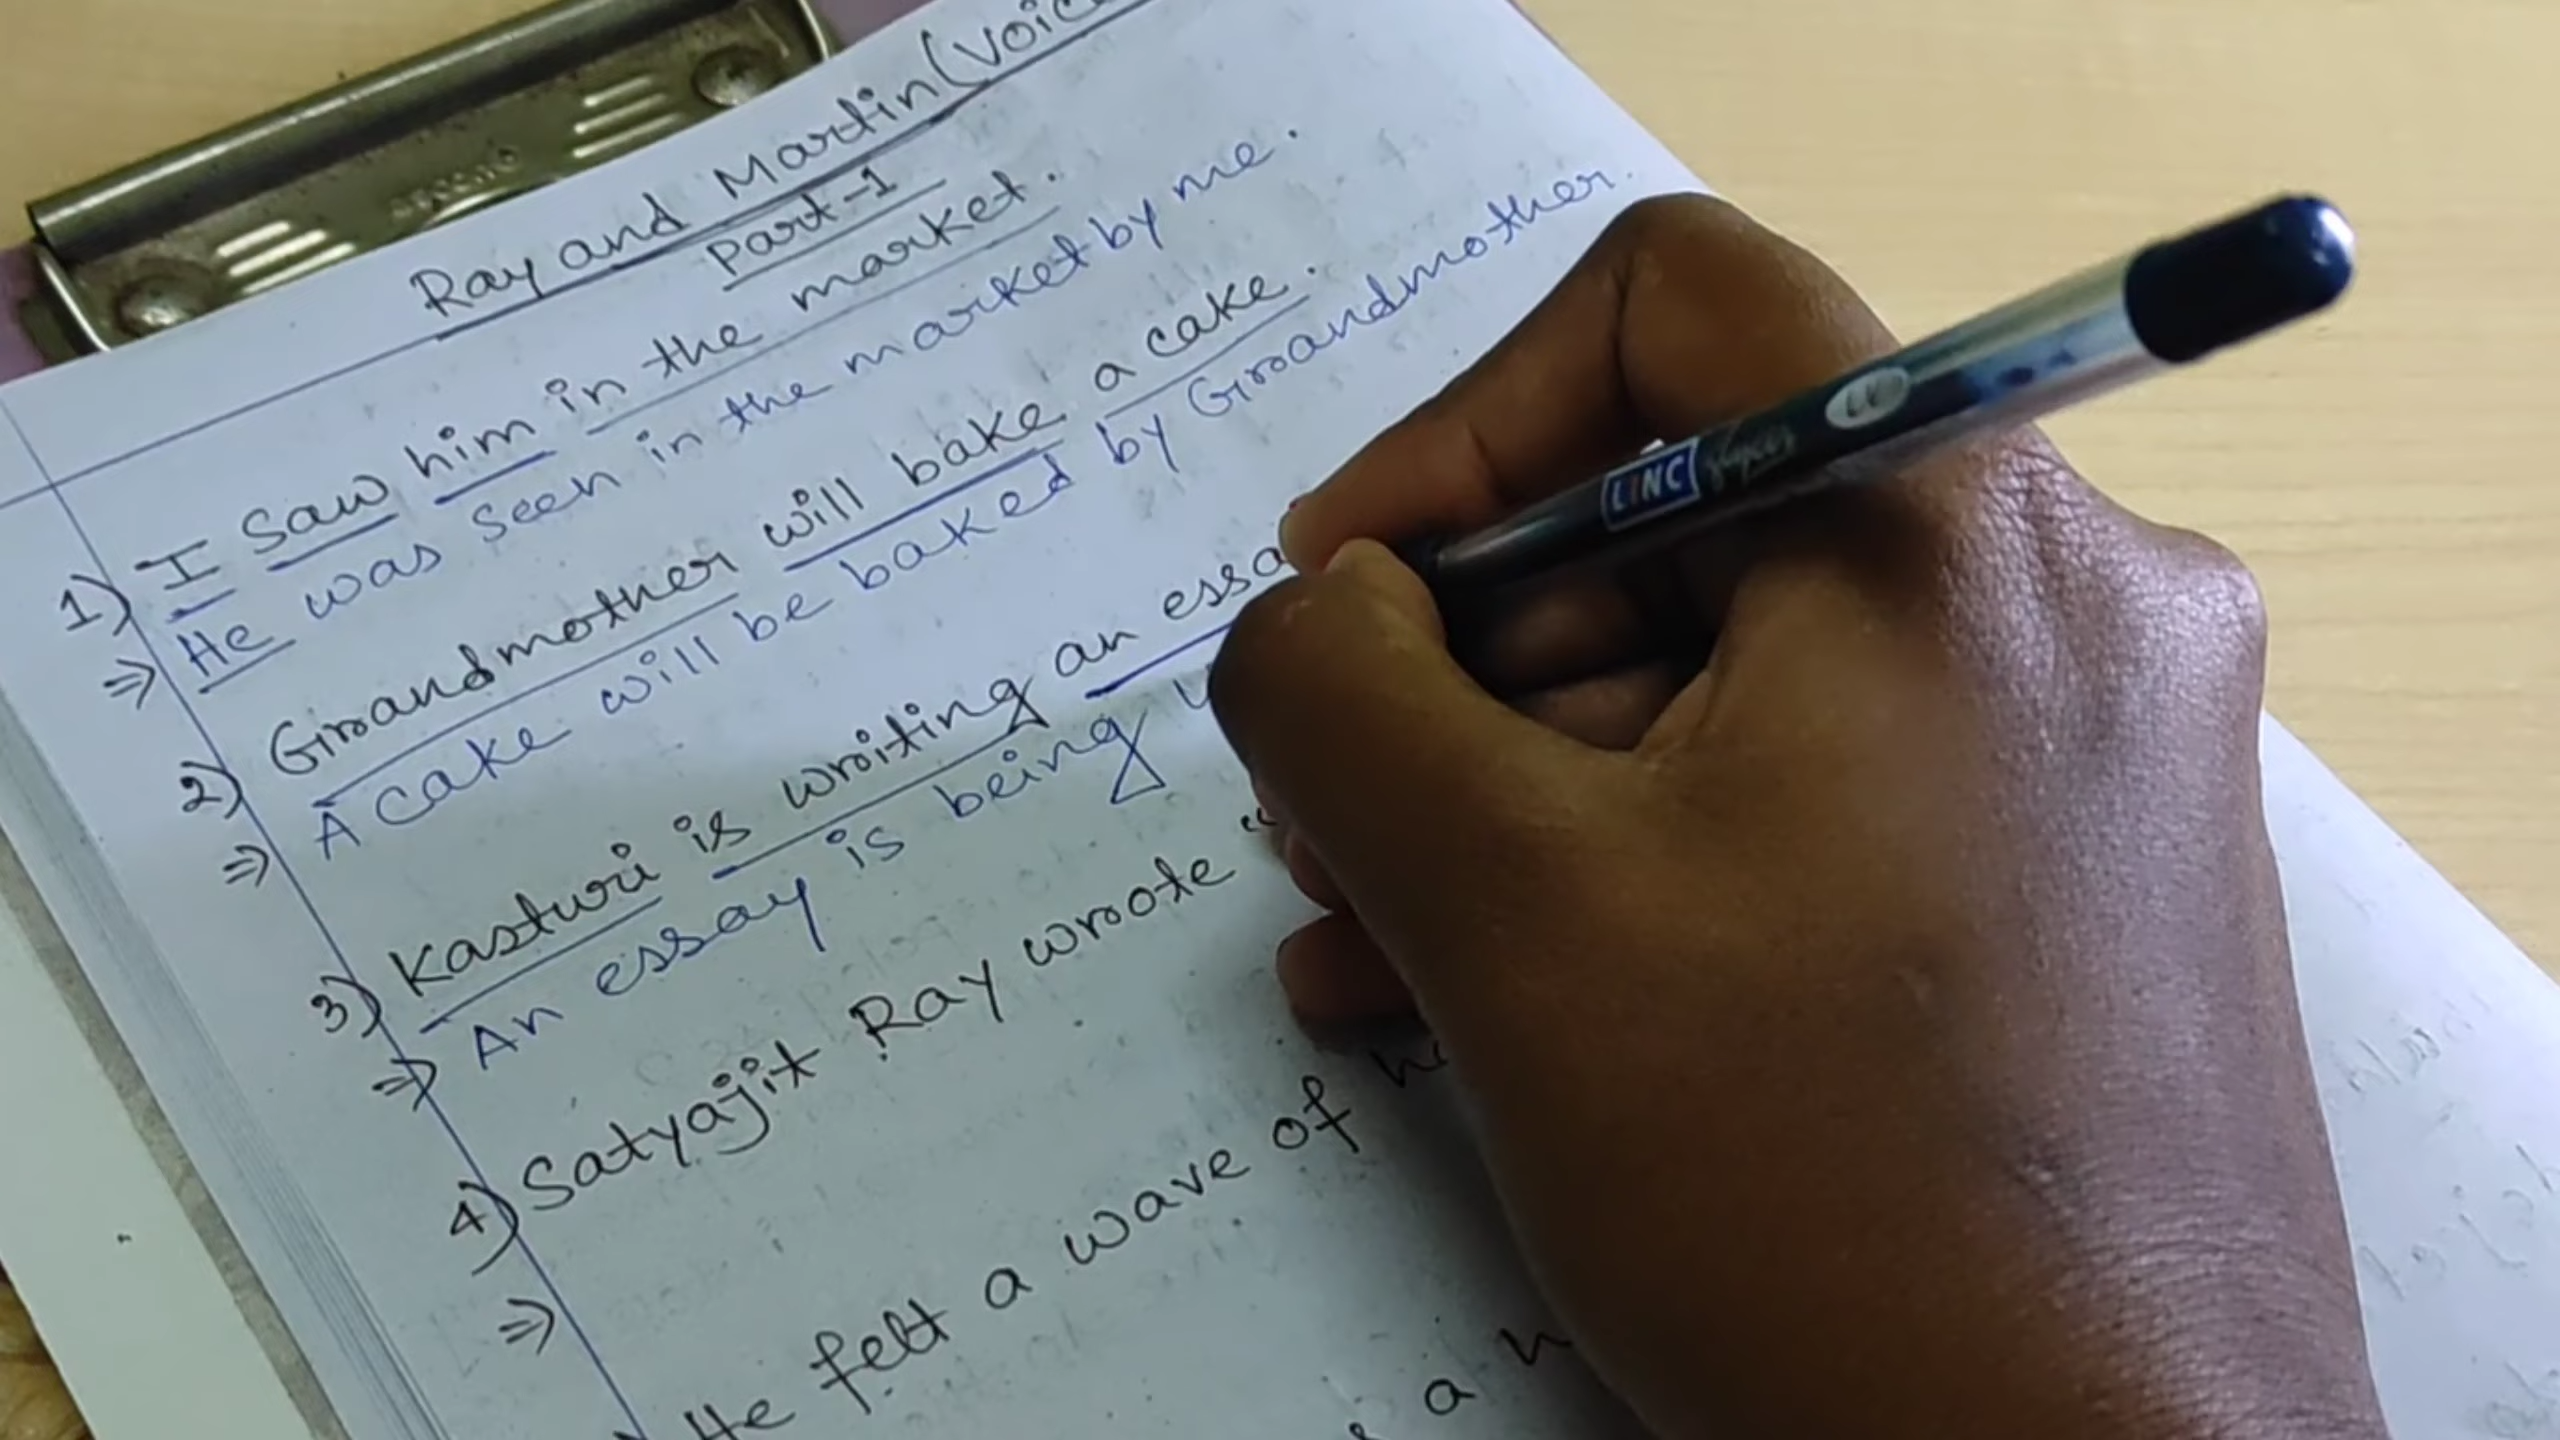 Ray and Martin (Voice
Part-1
1) I Saw him in the market.
⇒ He was seen in the market by me.
2) Grandmother will bake a cake.
⇒ A cake will be baked by Grandmother.
3) Kasturi is writing an essa
⇒ An essay is being
4) Satyajit Ray wrote "
⇒
He felt a wave of
a
LINC glycer